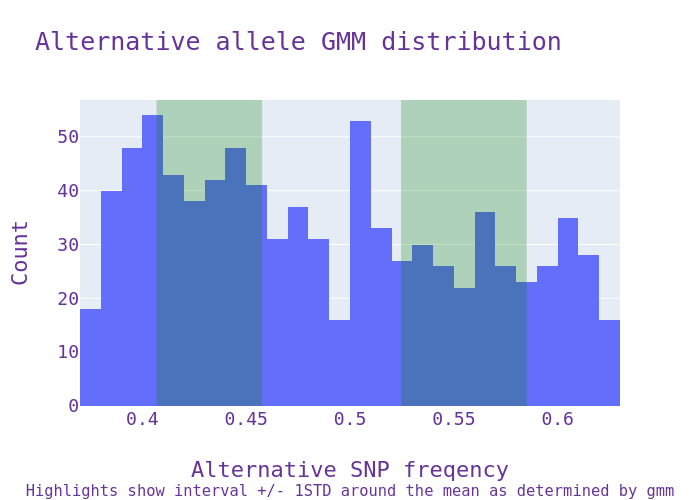 Alternative allele GMM distribution
50
40
30
20
10
0
Count
0.4 0.45 0.5 0.55 0.6
Alternative SNP freqency
Highlights show interval +/- 1STD around the mean as determined by gmm